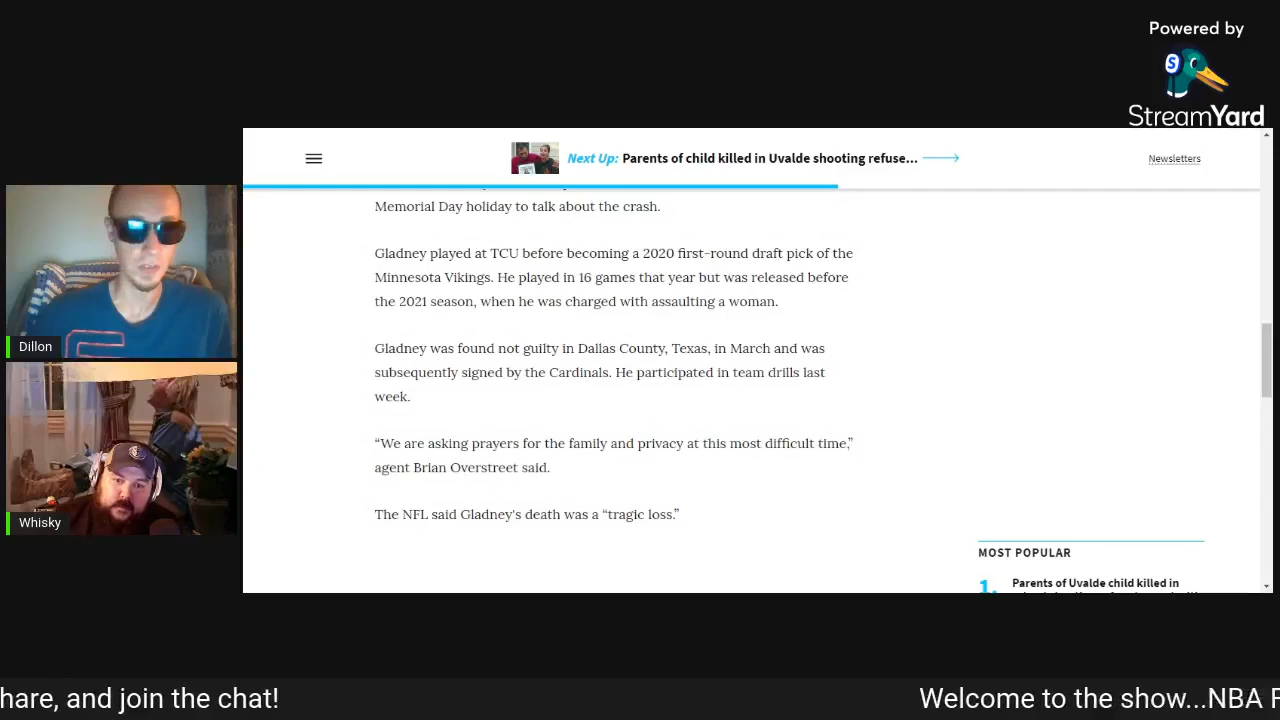 Powered by
S
StreamYard
Next Up: Parents of child killed in Uvalde shooting refuse...
Newsletters
Memorial Day holiday to talk about the crash.
Gladney played at TCU before becoming a 2020 first-round draft pick of the
Minnesota Vikings. He played in 16 games that year but was released before
the 2021 season, when he was charged with assaulting a woman.
Gladney was found not guilty in Dallas County, Texas, in March and was
subsequently signed by the Cardinals. He participated in team drills last
week.
“We are asking prayers for the family and privacy at this most difficult time,”
agent Brian Overstreet said.
The NFL said Gladney's death was a “tragic loss.”
MOST POPULAR
1. Parents of Uvalde child killed in
Dillon
Whisky
hare, and join the chat!
Welcome to the show...NBA